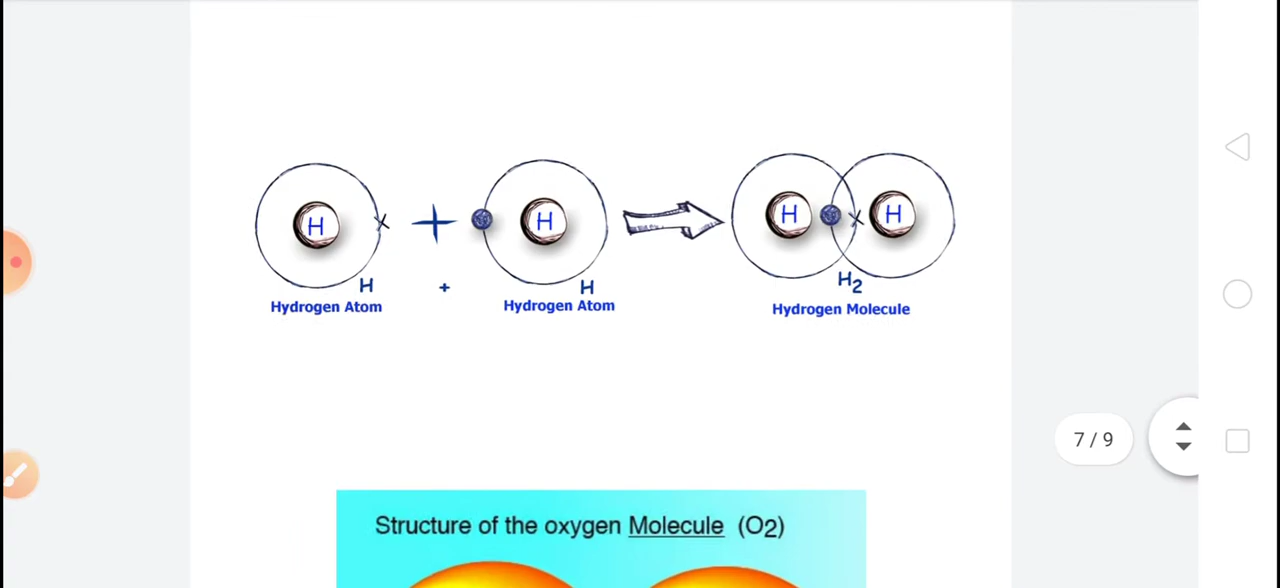 H + H H H
H + H H2
Hydrogen Atom Hydrogen Atom Hydrogen Molecule
7 / 9
Structure of the oxygen Molecule (O2)